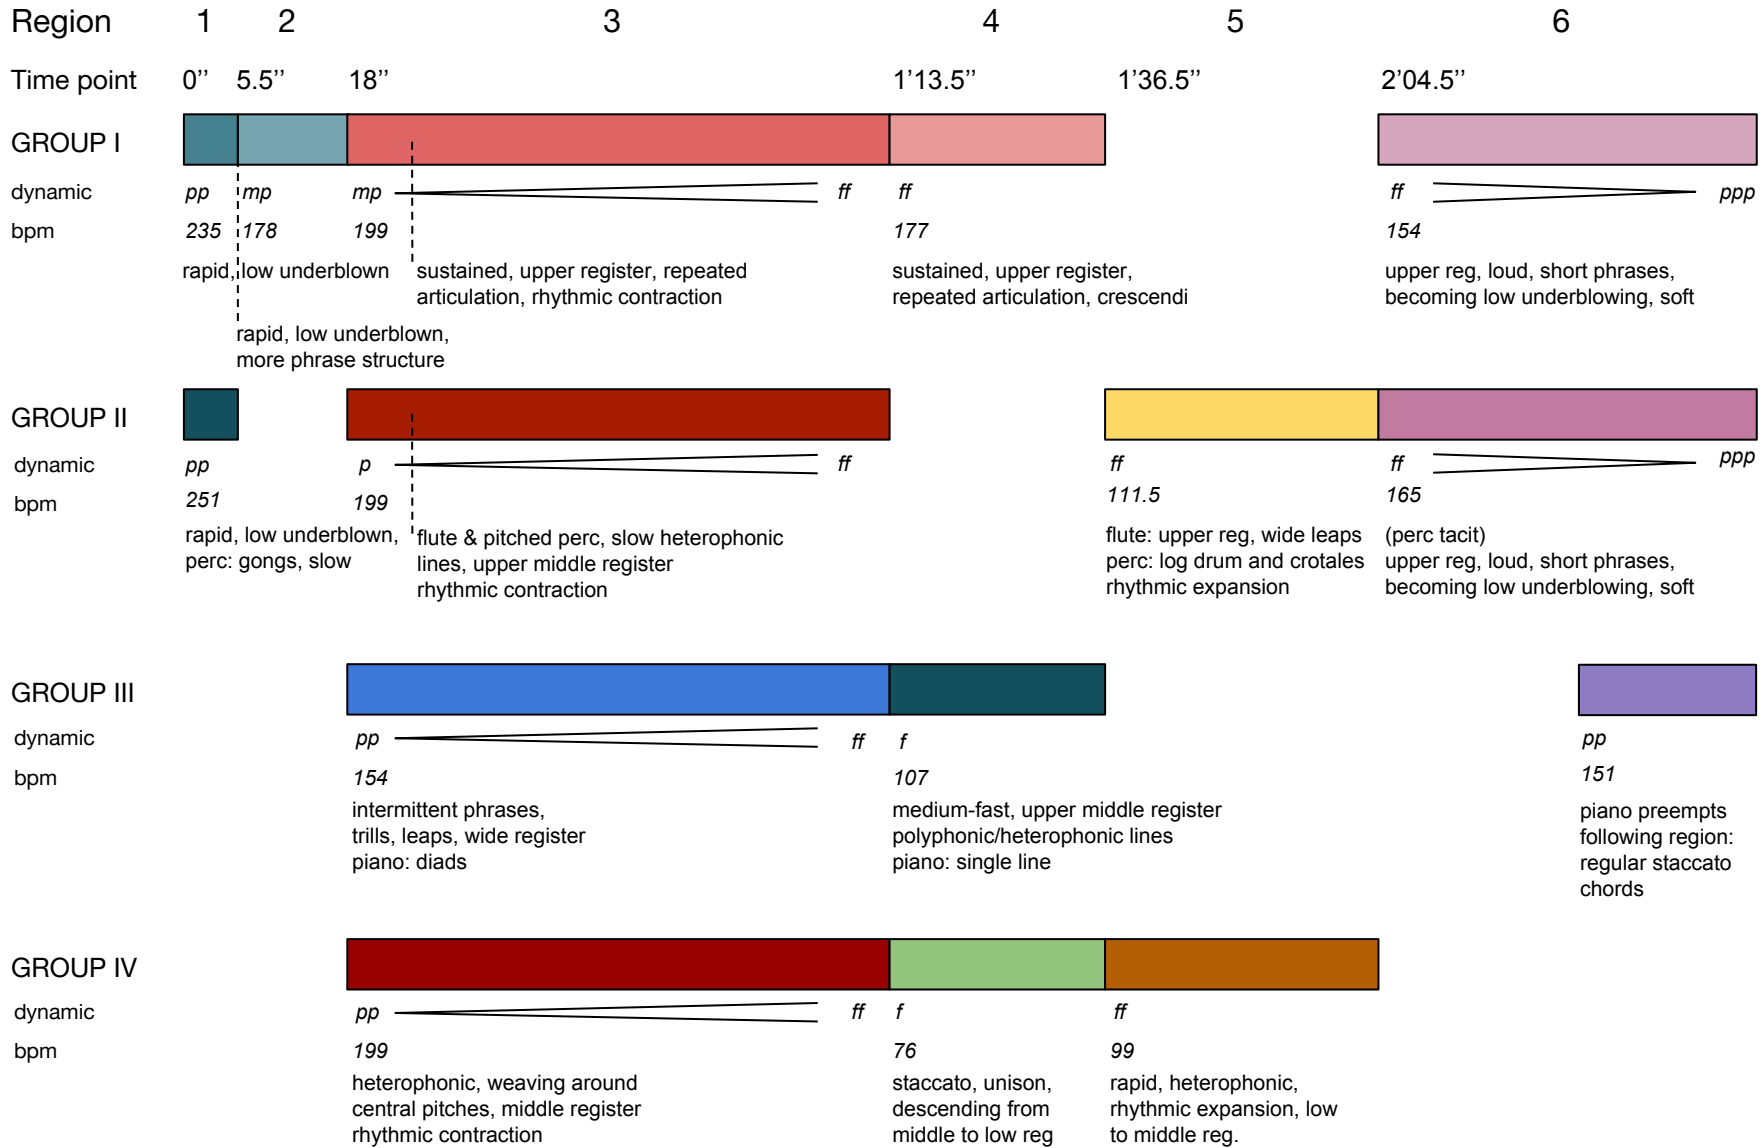 Region 1 2 3 4 5 6
Time point 0’’ 5.5’’ 18’’ 1’13.5’’ 1’36.5’’ 2’04.5’’
GROUP I
dynamic pp mp mp ff ff ff ppp
bpm 235 178 199 177 154
rapid, low underblown
rapid, low underblown,
more phrase structure
sustained, upper register, repeated
articulation, rhythmic contraction
sustained, upper register,
repeated articulation, crescendi
upper reg, loud, short phrases,
becoming low underblowing, soft
GROUP II
dynamic pp p ff ff ff ppp
bpm 251 199 111.5 165
rapid, low underblown,
perc: gongs, slow
flute & pitched perc, slow heterophonic
lines, upper middle register
rhythmic contraction
flute: upper reg, wide leaps
perc: log drum and crotales
rhythmic expansion
(perc tacit)
upper reg, loud, short phrases,
becoming low underblowing, soft
GROUP III
dynamic pp ff f pp
bpm 154 107 151
intermittent phrases,
trills, leaps, wide register
piano: diads
medium-fast, upper middle register
polyphonic/heterophonic lines
piano: single line
piano preempts
following region:
regular staccato
chords
GROUP IV
dynamic pp ff f ff
bpm 199 76 99
heterophonic, weaving around
central pitches, middle register
rhythmic contraction
staccato, unison,
descending from
middle to low reg
rapid, heterophonic,
rhythmic expansion, low
to middle reg.